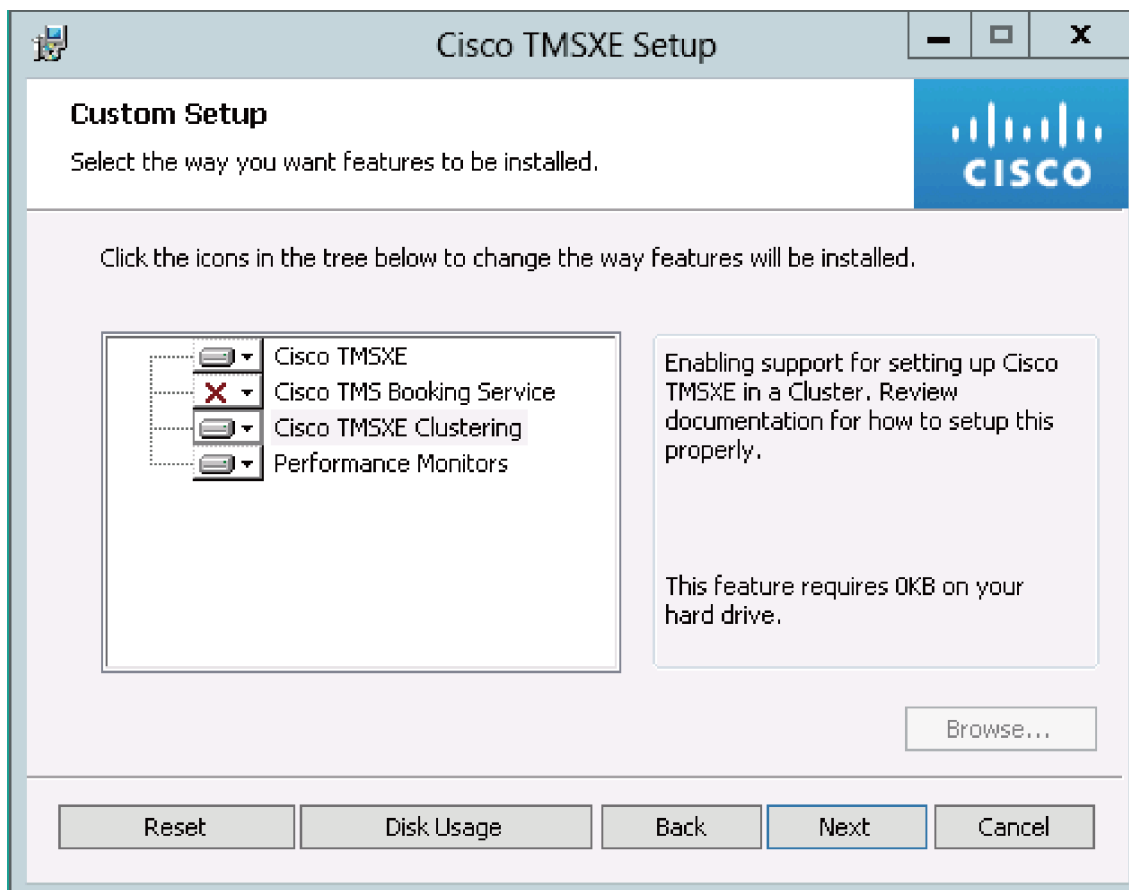 Cisco TMSXE Setup
Custom Setup
Select the way you want features to be installed.
CISCO
Click the icons in the tree below to change the way features will be installed.
Cisco TMSXE
Cisco TMS Booking Service
Cisco TMSXE Clustering
Performance Monitors
Enabling support for setting up Cisco
TMSXE in a Cluster. Review
documentation for how to setup this
properly.
This feature requires 0KB on your
hard drive.
Browse...
Reset
Disk Usage
Back
Next
Cancel